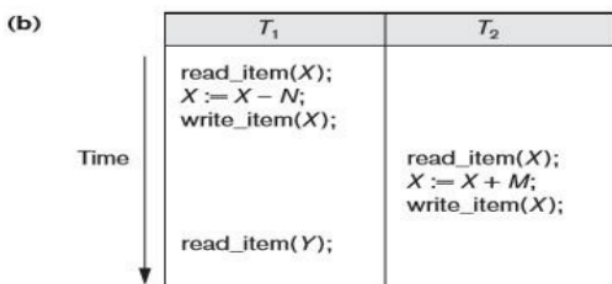 (b)
T₁ T₂
read_item(X);
X := X – N;
write_item(X);
Time
read_item(X);
X := X + M;
write_item(X);
read_item(Y);